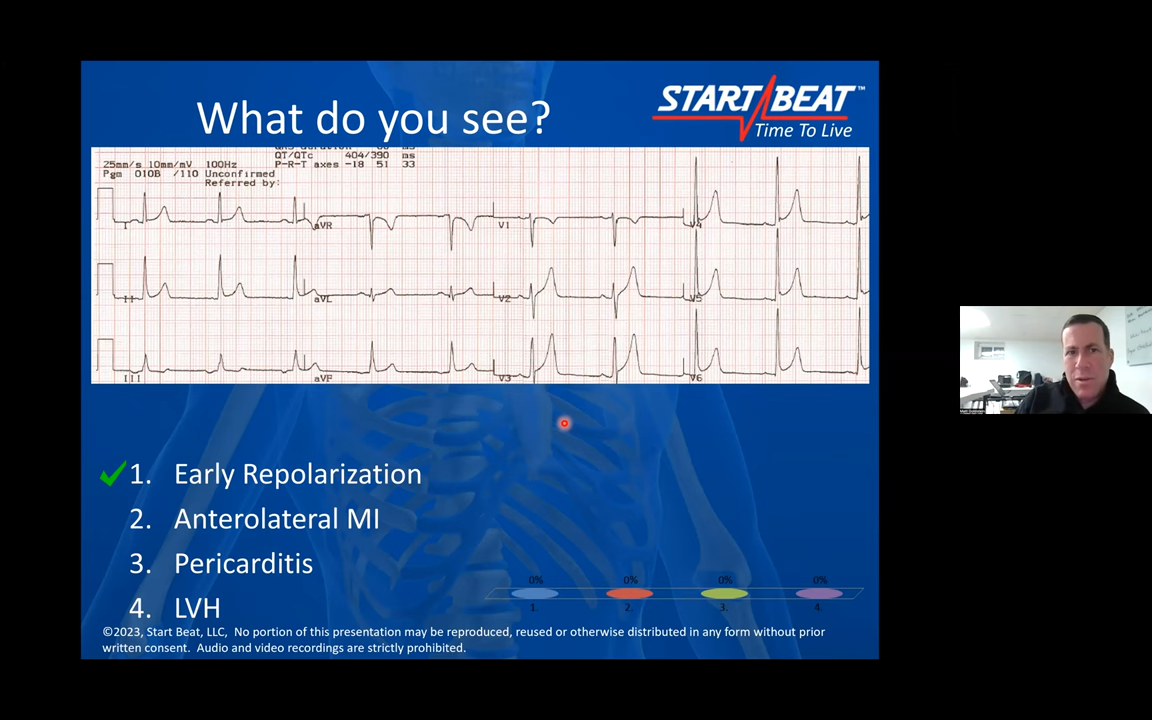 What do you see?
START BEAT™
Time To Live
QT/QTc 404/390 ms
25mm/s 10mm/mV 100Hz P-R-T axes -18 51 33
Pgm 010B /110 Unconfirmed
Referred by:
I aVR V1 V4
II aVL V2 V5
III aVF V3 V6
1. Early Repolarization
2. Anterolateral MI
3. Pericarditis
4. LVH
0% 0% 0% 0%
1. 2. 3. 4.
©2023, Start Beat, LLC, No portion of this presentation may be reproduced, reused or otherwise distributed in any form without prior
written consent. Audio and video recordings are strictly prohibited.